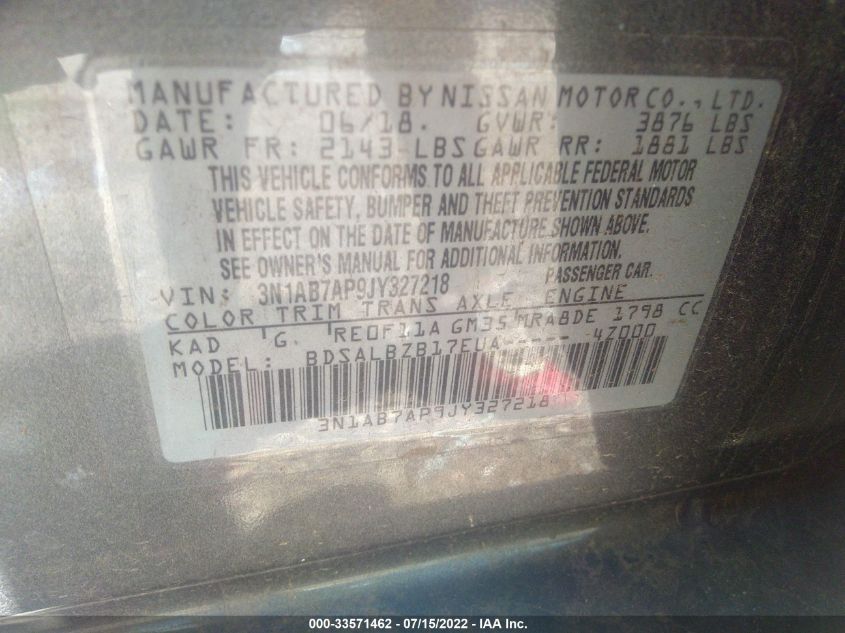 MANUFACTURED BY NISSAN MOTOR CO., LTD.
DATE: 06/18. GVWR: 3876 LBS
GAWR FR: 2143 LBS GAWR RR: 1881 LBS
THIS VEHICLE CONFORMS TO ALL APPLICABLE FEDERAL MOTOR
VEHICLE SAFETY, BUMPER AND THEFT PREVENTION STANDARDS
IN EFFECT ON THE DATE OF MANUFACTURE SHOWN ABOVE.
SEE OWNER'S MANUAL FOR ADDITIONAL INFORMATION.
VIN: 3N1AB7AP9JY327218 PASSENGER CAR.
COLOR TRIM TRANS AXLE ENGINE
KAD G. RE0F11A GM35 MRA8DE 1798 CC
MODEL: BDSALBZB17EUA----- 4Z000
3N1AB7AP9JY327218
000-33571462 - 07/15/2022 - IAA Inc.